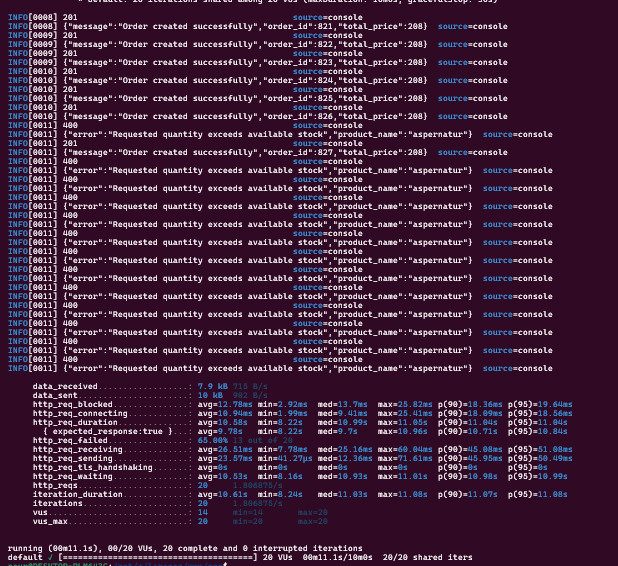 * default: 20 iterations shared among 20 VUs (maxDuration: 10m0s, gracefulStop: 30s)
INFO[0008] 201 source=console
INFO[0008] {"message":"Order created successfully","order_id":821,"total_price":208} source=console
INFO[0009] 201 source=console
INFO[0009] {"message":"Order created successfully","order_id":822,"total_price":208} source=console
INFO[0009] 201 source=console
INFO[0009] {"message":"Order created successfully","order_id":823,"total_price":208} source=console
INFO[0010] 201 source=console
INFO[0010] {"message":"Order created successfully","order_id":824,"total_price":208} source=console
INFO[0010] 201 source=console
INFO[0010] {"message":"Order created successfully","order_id":825,"total_price":208} source=console
INFO[0010] 201 source=console
INFO[0010] {"message":"Order created successfully","order_id":826,"total_price":208} source=console
INFO[0011] 400 source=console
INFO[0011] {"error":"Requested quantity exceeds available stock","product_name":"aspernatur"} source=console
INFO[0011] 201 source=console
INFO[0011] {"message":"Order created successfully","order_id":827,"total_price":208} source=console
INFO[0011] 400 source=console
INFO[0011] {"error":"Requested quantity exceeds available stock","product_name":"aspernatur"} source=console
INFO[0011] 400 source=console
INFO[0011] {"error":"Requested quantity exceeds available stock","product_name":"aspernatur"} source=console
INFO[0011] 400 source=console
INFO[0011] {"error":"Requested quantity exceeds available stock","product_name":"aspernatur"} source=console
INFO[0011] 400 source=console
INFO[0011] {"error":"Requested quantity exceeds available stock","product_name":"aspernatur"} source=console
INFO[0011] 400 source=console
INFO[0011] {"error":"Requested quantity exceeds available stock","product_name":"aspernatur"} source=console
INFO[0011] 400 source=console
INFO[0011] {"error":"Requested quantity exceeds available stock","product_name":"aspernatur"} source=console
INFO[0011] 400 source=console
INFO[0011] {"error":"Requested quantity exceeds available stock","product_name":"aspernatur"} source=console
INFO[0011] 400 source=console
INFO[0011] {"error":"Requested quantity exceeds available stock","product_name":"aspernatur"} source=console
INFO[0011] 400 source=console
INFO[0011] {"error":"Requested quantity exceeds available stock","product_name":"aspernatur"} source=console
INFO[0011] 400 source=console
INFO[0011] {"error":"Requested quantity exceeds available stock","product_name":"aspernatur"} source=console
INFO[0011] 400 source=console
INFO[0011] {"error":"Requested quantity exceeds available stock","product_name":"aspernatur"} source=console
INFO[0011] 400 source=console
INFO[0011] {"error":"Requested quantity exceeds available stock","product_name":"aspernatur"} source=console
data_received..................: 7.9 kB 715 B/s
data_sent......................: 10 kB 902 B/s
http_req_blocked...............: avg=12.78ms min=2.92ms med=13.7ms max=25.82ms p(90)=18.36ms p(95)=19.64ms
http_req_connecting............: avg=10.94ms min=1.99ms med=9.41ms max=25.41ms p(90)=18.09ms p(95)=18.56ms
http_req_duration..............: avg=10.58s min=8.22s med=10.99s max=11.05s p(90)=11.04s p(95)=11.04s
{ expected_response:true }...: avg=9.78s min=8.22s med=9.7s max=10.96s p(90)=10.71s p(95)=10.84s
http_req_failed................: 65.00% 13 out of 20
http_req_receiving.............: avg=26.51ms min=7.78ms med=25.16ms max=60.04ms p(90)=45.08ms p(95)=51.08ms
http_req_sending...............: avg=23.57ms min=41.27µs med=12.36ms max=71.61ms p(90)=45.95ms p(95)=50.49ms
http_req_tls_handshaking.......: avg=0s min=0s med=0s max=0s p(90)=0s p(95)=0s
http_req_waiting...............: avg=10.53s min=8.16s med=10.93s max=11.01s p(90)=10.98s p(95)=10.99s
http_reqs......................: 20 1.806875/s
iteration_duration.............: avg=10.61s min=8.24s med=11.03s max=11.08s p(90)=11.07s p(95)=11.08s
iterations.....................: 20 1.806875/s
vus............................: 14 min=14 max=20
vus_max........................: 20 min=20 max=20
running (00m11.1s), 00/20 VUs, 20 complete and 0 interrupted iterations
default ✓ [======================================] 20 VUs 00m11.1s/10m0s 20/20 shared iters